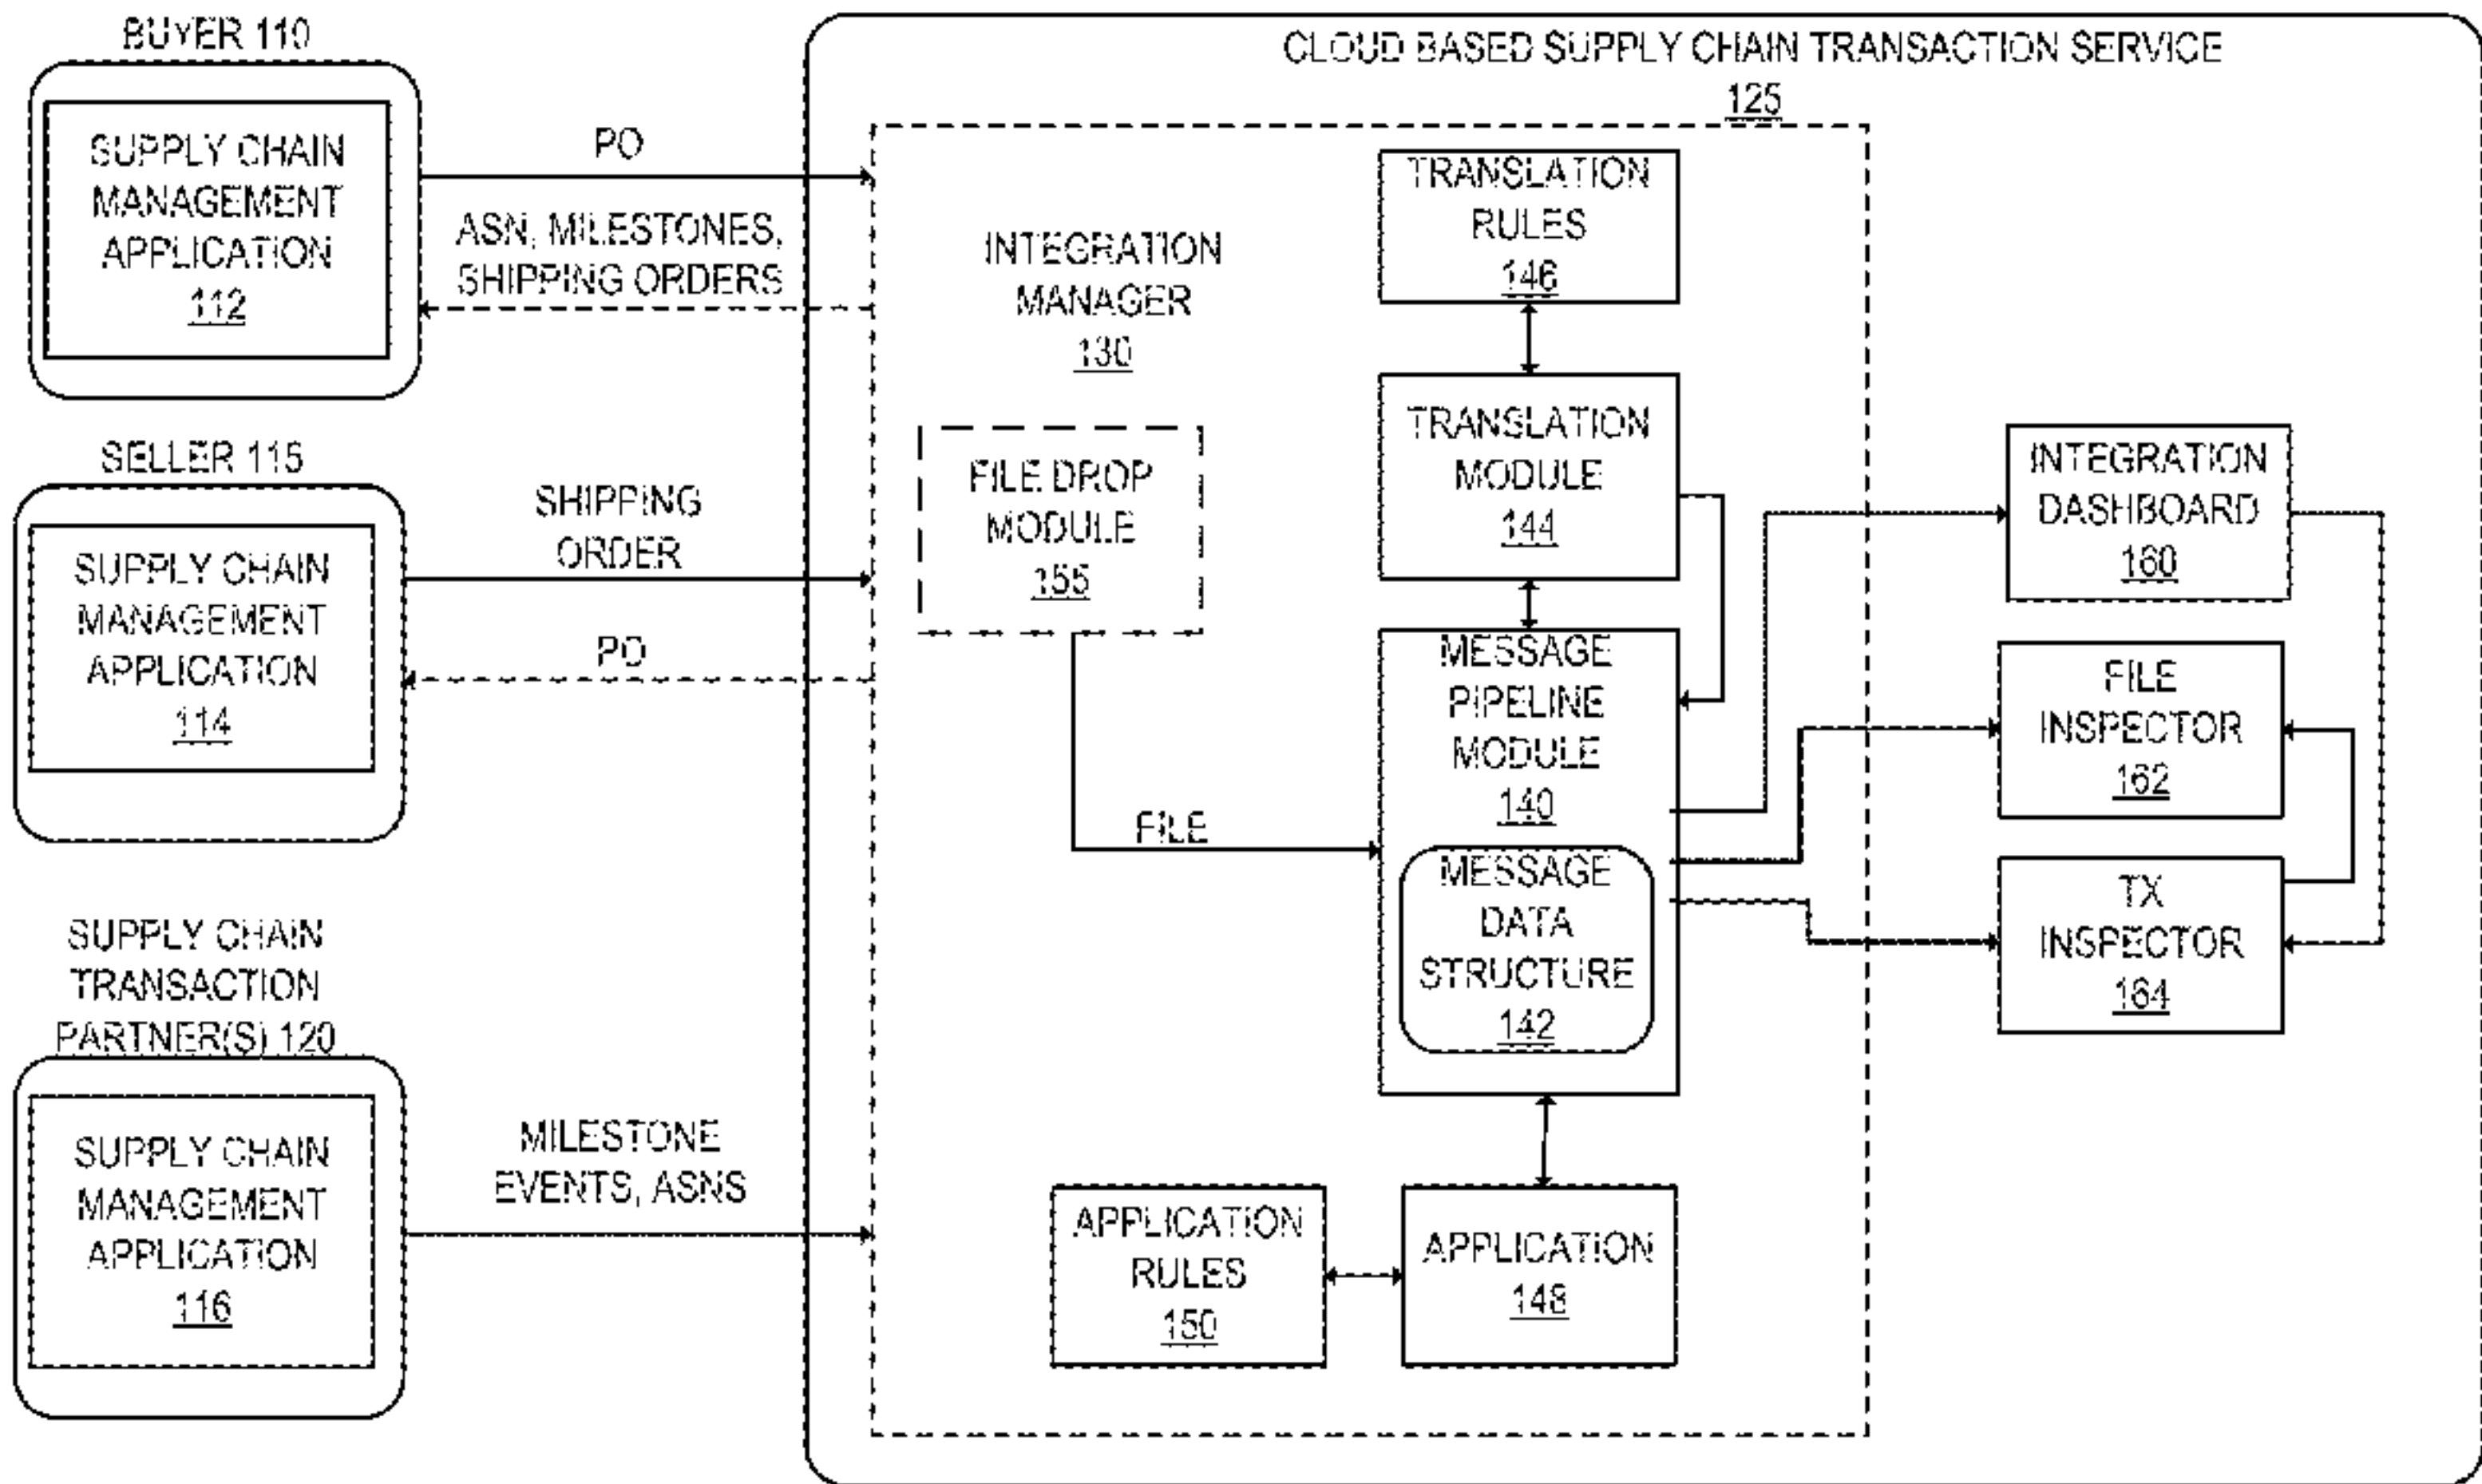 BUYER 110
SUPPLY CHAIN
MANAGEMENT
APPLICATION
112
PO
ASN, MILESTONES,
SHIPPING ORDERS
SELLER 115
SUPPLY CHAIN
MANAGEMENT
APPLICATION
114
SHIPPING
ORDER
PO
SUPPLY CHAIN
TRANSACTION
PARTNER(S) 120
SUPPLY CHAIN
MANAGEMENT
APPLICATION
116
MILESTONE
EVENTS, ASNS
CLOUD BASED SUPPLY CHAIN TRANSACTION SERVICE
125
INTEGRATION
MANAGER
130
FILE DROP
MODULE
155
FILE
TRANSLATION
RULES
146
TRANSLATION
MODULE
144
MESSAGE
PIPELINE
MODULE
140
MESSAGE
DATA
STRUCTURE
142
APPLICATION
RULES
150
APPLICATION
148
INTEGRATION
DASHBOARD
160
FILE
INSPECTOR
162
TX
INSPECTOR
164